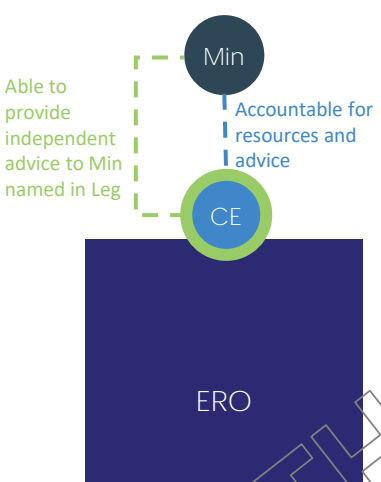 Min
Able to
provide
independent
advice to Min
named in Leg
Accountable for
resources and
advice
CE
ERO